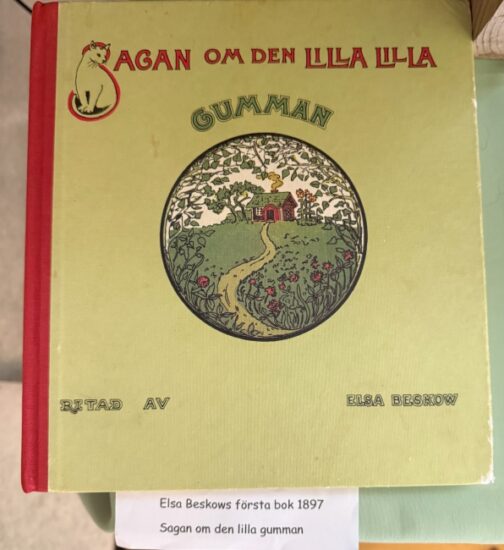 SAGAN OM DEN LILLA LILLA
GUMMAN
RITAD AV ELSA BESKOW
Elsa Beskows första bok 1897
Sagan om den lilla gumman